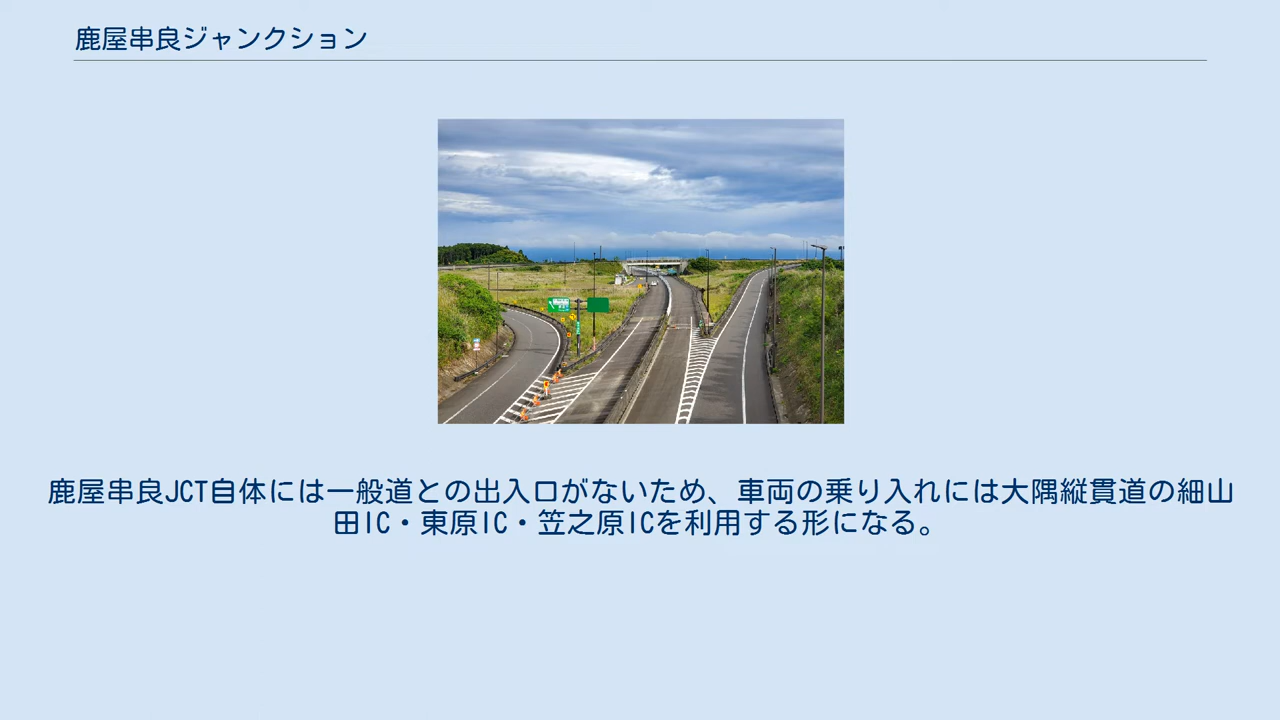 鹿屋串良ジャンクション
鹿屋串良JCT自体には一般道との出入口がないため、車両の乗り入れには大隅縦貫道の細山
田IC・東原IC・笠之原ICを利用する形になる。